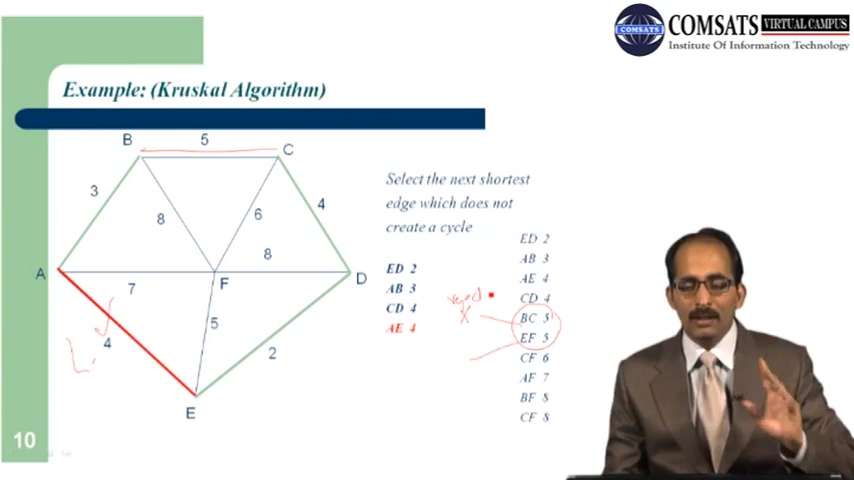 COMSATS VIRTUAL CAMPUS
Institute Of Information Technology
Example: (Kruskal Algorithm)
B 5 C
3
8
6
4
A
7
F
8
D
5
4
2
E
Select the next shortest
edge which does not
create a cycle
ED 2
AB 3
CD 4
AE 4
ED 2
AB 3
AE 4
CD 4
BC 5
EF 5
CF 6
AF 7
BF 8
CF 8
10